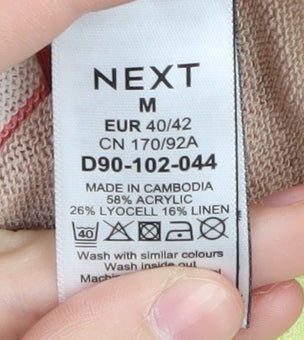 NEXT
M
EUR 40/42
CN 170/92A
D90-102-044
MADE IN CAMBODIA
58% ACRYLIC
26% LYOCELL 16% LINEN
40
Wash with similar colours
Wash inside out